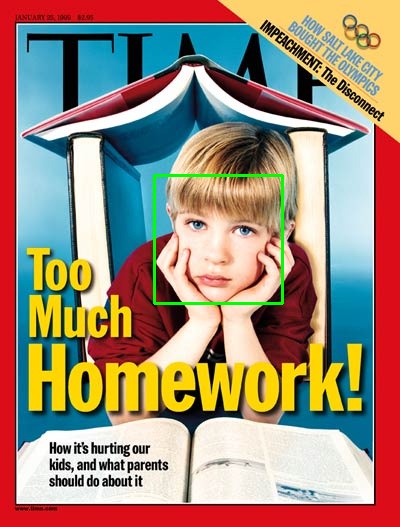 JANUARY 25, 1999 $2.95
TIME
HOW SALT LAKE CITY
BOUGHT THE OLYMPICS
IMPEACHMENT: The Disconnect
Too
Much
Homework!
How it's hurting our
kids, and what parents
should do about it
www.time.com